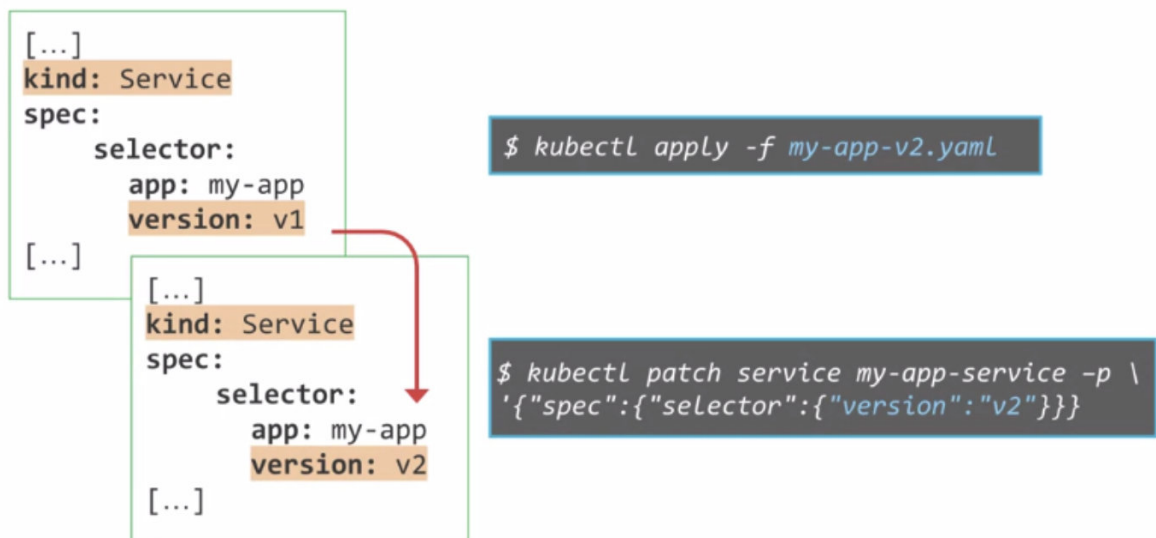 [...]
kind: Service
spec:
selector:
app: my-app
version: v1
[...]
[...]
kind: Service
spec:
selector:
app: my-app
version: v2
[...]
$ kubectl apply -f my-app-v2.yaml
$ kubectl patch service my-app-service –p \
'{"spec":{"selector":{"version":"v2"}}}